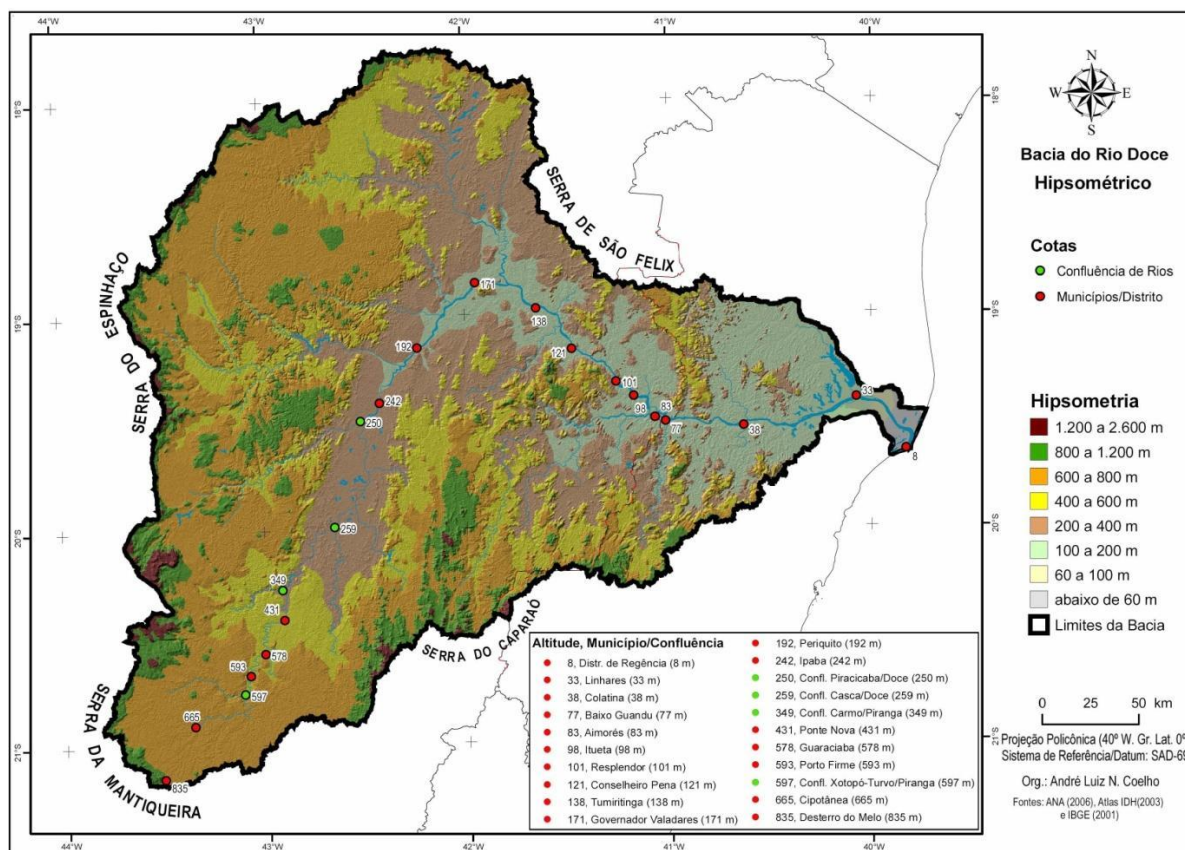 44°W
43°W
42°W
41°W
40°W
18°S
18°S
19°S
19°S
20°S
20°S
21°S
21°S
44°W
43°W
42°W
41°W
40°W
SERRA DO ESPINHAÇO
SERRA DE SÃO FELIX
SERRA DO CAPARAÓ
SERRA DA MANTIQUEIRA
171
138
192
121
242
250
101
98
83
77
38
33
8
259
349
431
578
593
597
665
835
Altitude, Município/Confluência
8, Distr. de Regência (8 m)
33, Linhares (33 m)
38, Colatina (38 m)
77, Baixo Guandu (77 m)
83, Aimorés (83 m)
98, Itueta (98 m)
101, Resplendor (101 m)
121, Conselheiro Pena (121 m)
138, Tumiritinga (138 m)
171, Governador Valadares (171 m)
192, Periquito (192 m)
242, Ipaba (242 m)
250, Confl. Piracicaba/Doce (250 m)
259, Confl. Casca/Doce (259 m)
349, Confl. Carmo/Piranga (349 m)
431, Ponte Nova (431 m)
578, Guaraciaba (578 m)
593, Porto Firme (593 m)
597, Confl. Xotopó-Turvo/Piranga (597 m)
665, Cipotânea (665 m)
835, Desterro do Melo (835 m)
N
W E
S
Bacia do Rio Doce
Hipsométrico
Cotas
Confluência de Rios
Municípios/Distrito
Hipsometria
1.200 a 2.600 m
800 a 1.200 m
600 a 800 m
400 a 600 m
200 a 400 m
100 a 200 m
60 a 100 m
abaixo de 60 m
Limites da Bacia
0 25 50 km
Projeção Policônica (40º W. Gr. Lat. 0º)
Sistema de Referência/Datum: SAD-69
Org.: André Luiz N. Coelho
Fontes: ANA (2006), Atlas IDH(2003)
e IBGE (2001)